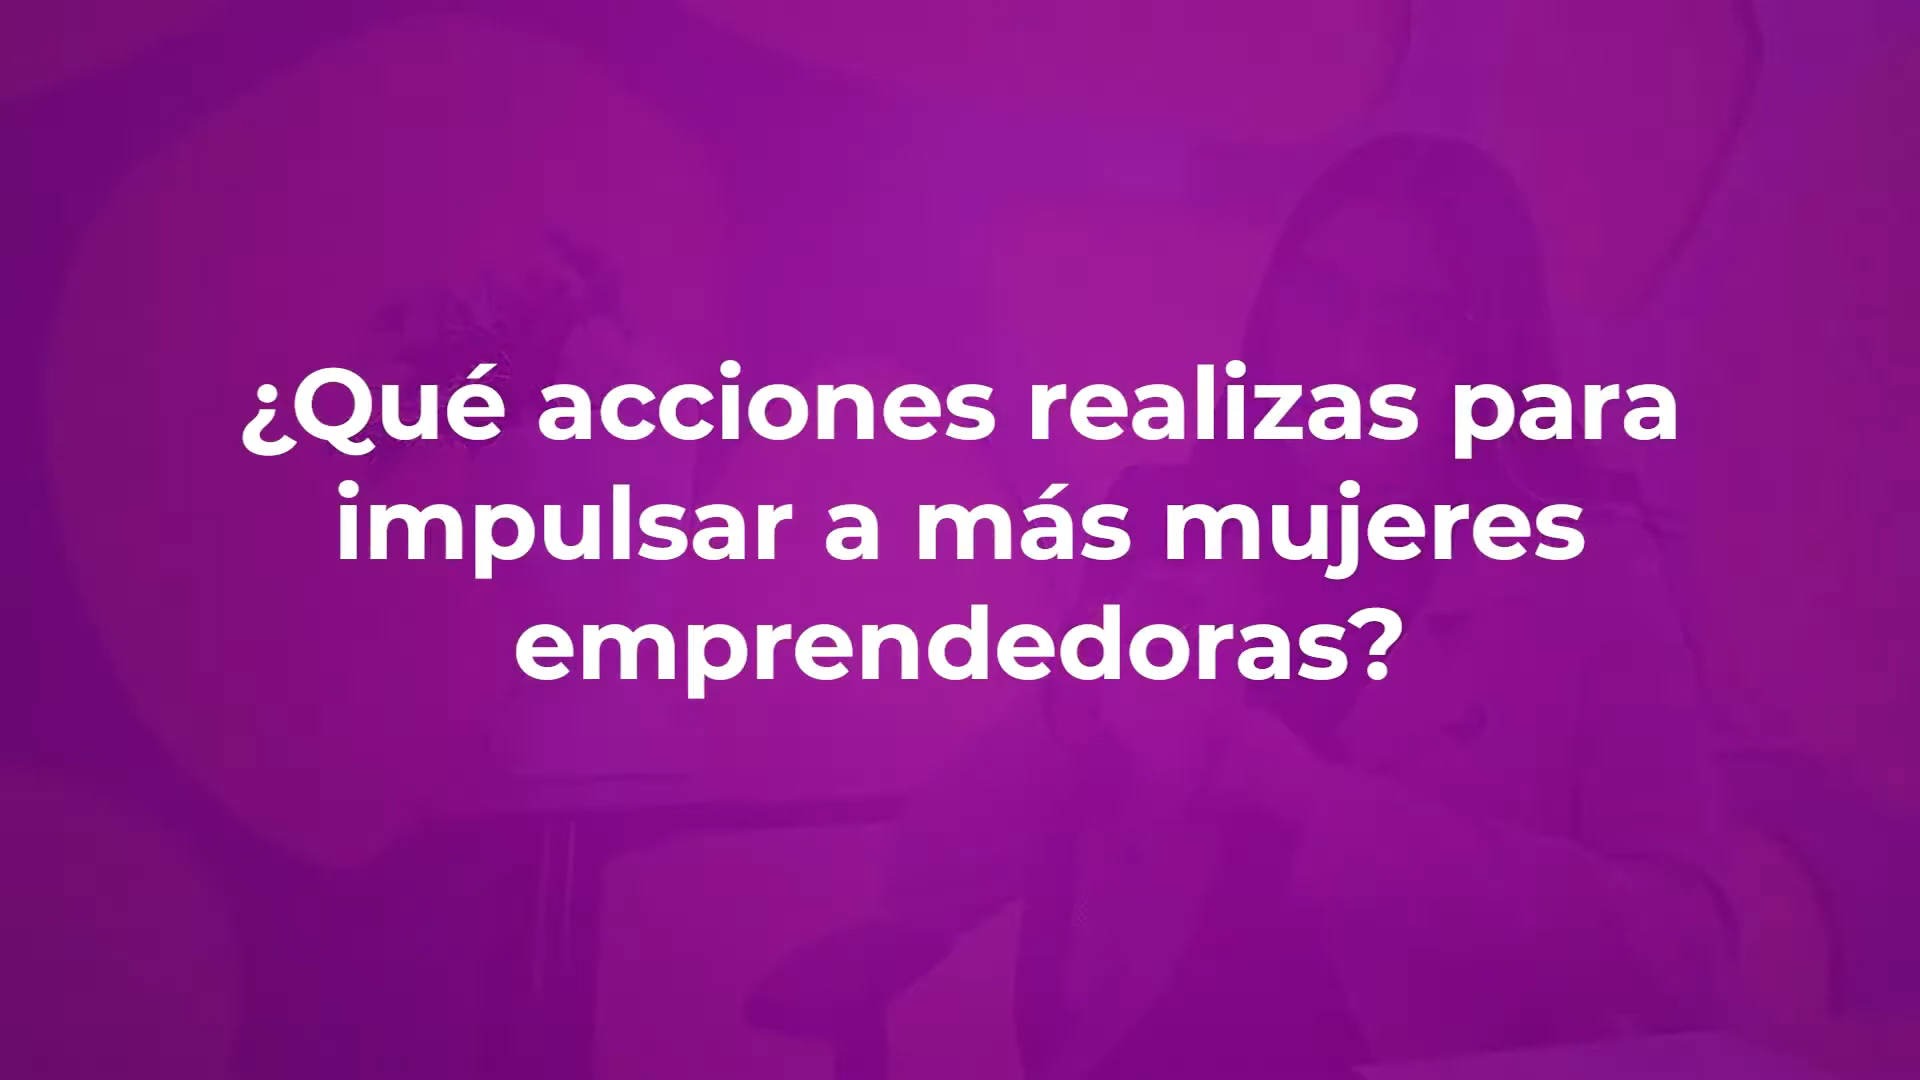 ¿Qué acciones realizas para
impulsar a más mujeres
emprendedoras?